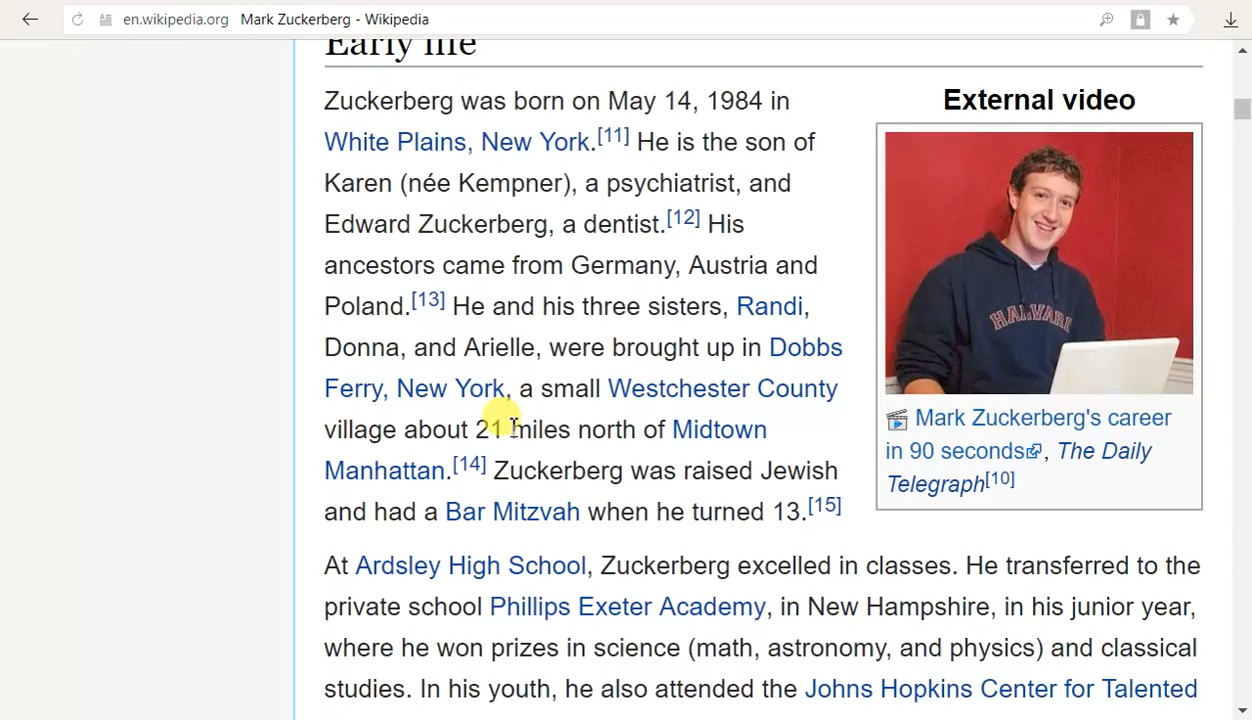 en.wikipedia.org Mark Zuckerberg - Wikipedia
Early life
Zuckerberg was born on May 14, 1984 in
White Plains, New York.[11] He is the son of
Karen (née Kempner), a psychiatrist, and
Edward Zuckerberg, a dentist.[12] His
ancestors came from Germany, Austria and
Poland.[13] He and his three sisters, Randi,
Donna, and Arielle, were brought up in Dobbs
Ferry, New York, a small Westchester County
village about 21 miles north of Midtown
Manhattan.[14] Zuckerberg was raised Jewish
and had a Bar Mitzvah when he turned 13.[15]
External video
HARVARD
Mark Zuckerberg's career
in 90 seconds, The Daily
Telegraph[10]
At Ardsley High School, Zuckerberg excelled in classes. He transferred to the
private school Phillips Exeter Academy, in New Hampshire, in his junior year,
where he won prizes in science (math, astronomy, and physics) and classical
studies. In his youth, he also attended the Johns Hopkins Center for Talented